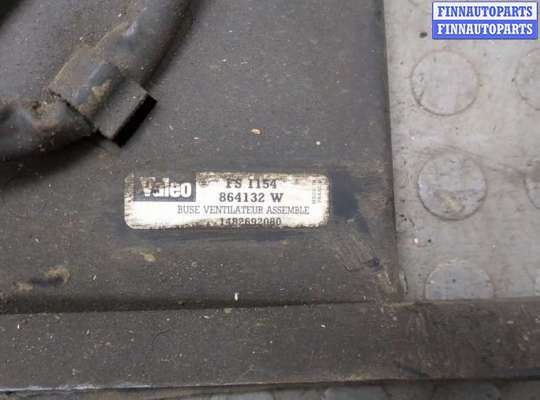 FINNAUTOPARTS
FINNAUTOPARTS
Valeo
FS 1154
864132 W
BUSE VENTILATEUR ASSEMBLE
1482692080